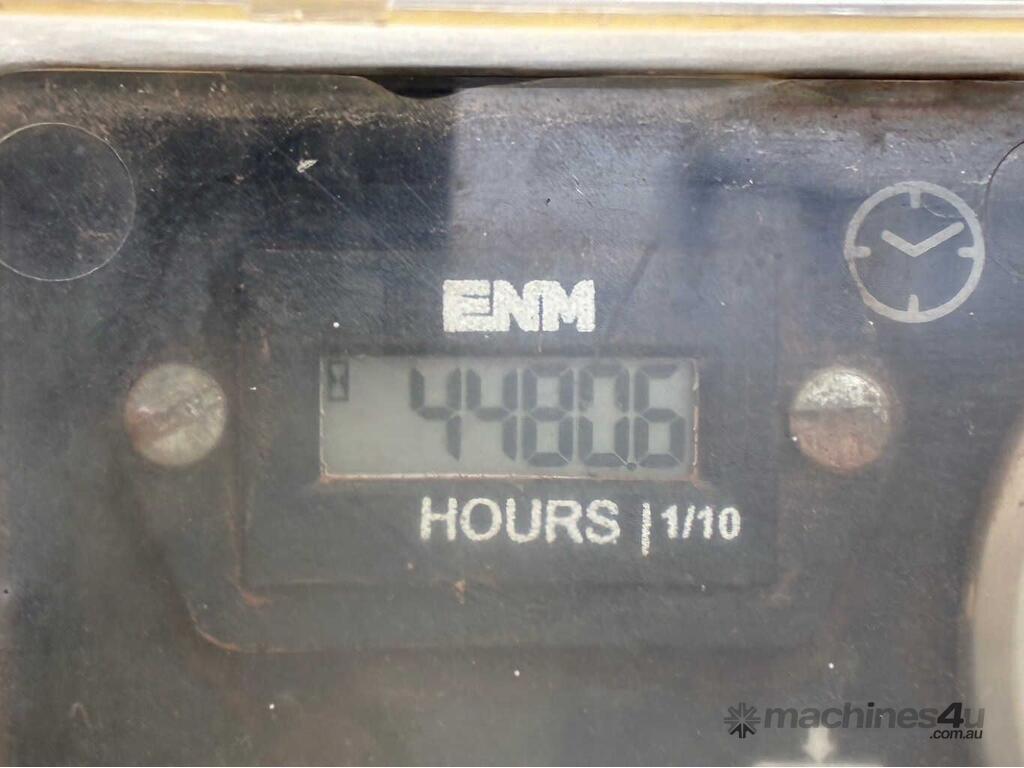 ENM
4480.6
HOURS | 1/10
machines4u
.com.au